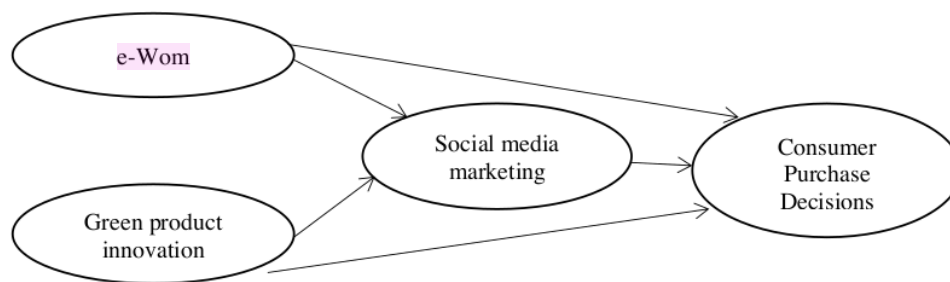 e-Wom
Social media
marketing
Consumer
Purchase
Decisions
Green product
innovation